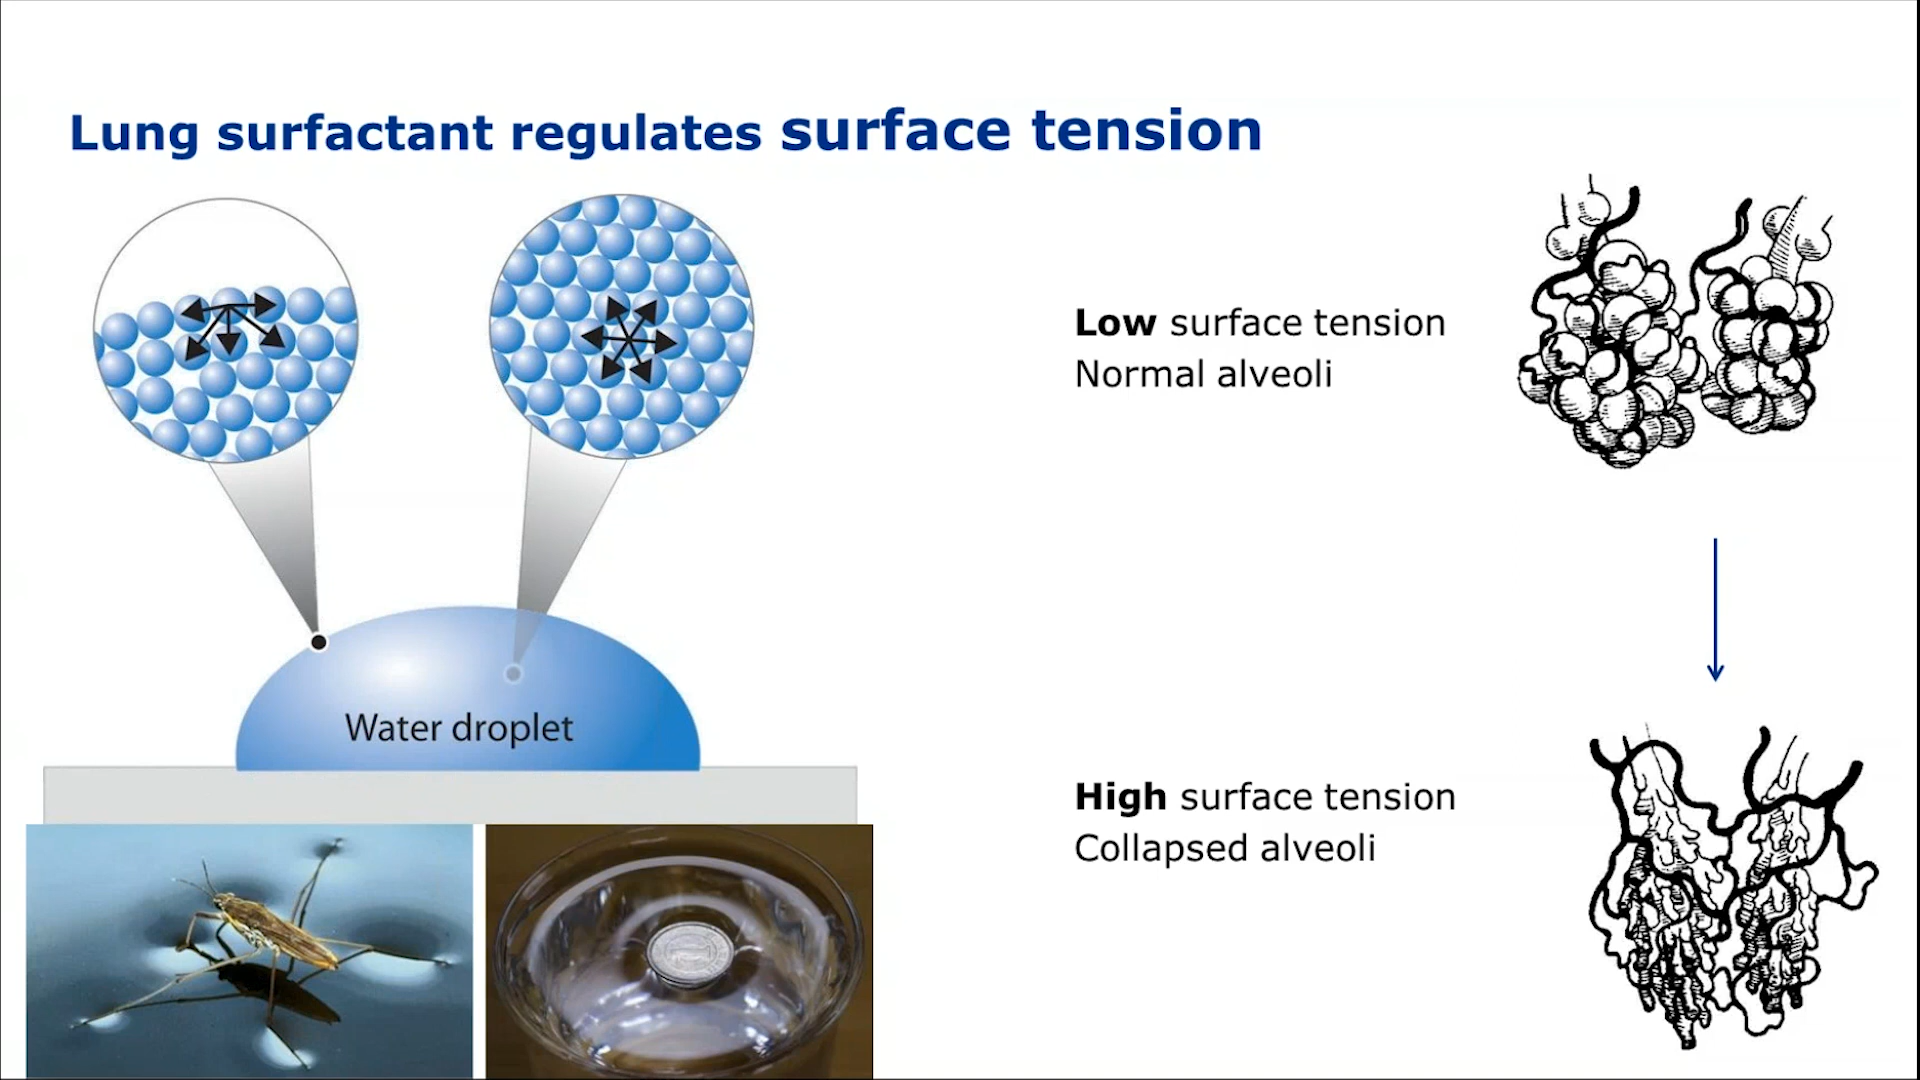 Lung surfactant regulates surface tension
Low surface tension
Normal alveoli
Water droplet
High surface tension
Collapsed alveoli